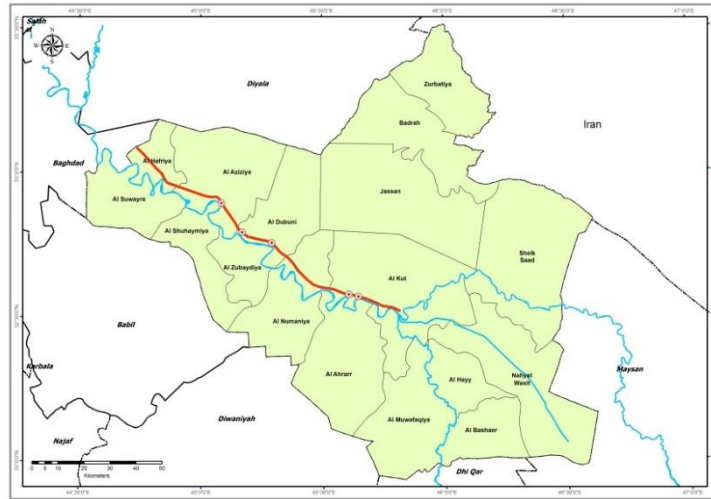 44°30'0"E
45°0'0"E
45°30'0"E
46°0'0"E
46°30'0"E
47°0'0"E
Salah
N
W
E
S
Diyala
Zurbatiya
Badrah
Iran
Baghdad
Al Hafriya
Al Aziziya
Jassan
Al Suwayra
Al Shuhaymiya
Al Dubuni
Sheik
Saad
Al Zubaydiya
Al Kut
Al Numaniya
Babil
Karbala
Al Ahrarr
Al Hayy
Maysan
Al Muwafeqiya
Al Bashaer
Najaf
Diwaniyah
Dhi Qar
Kilometers